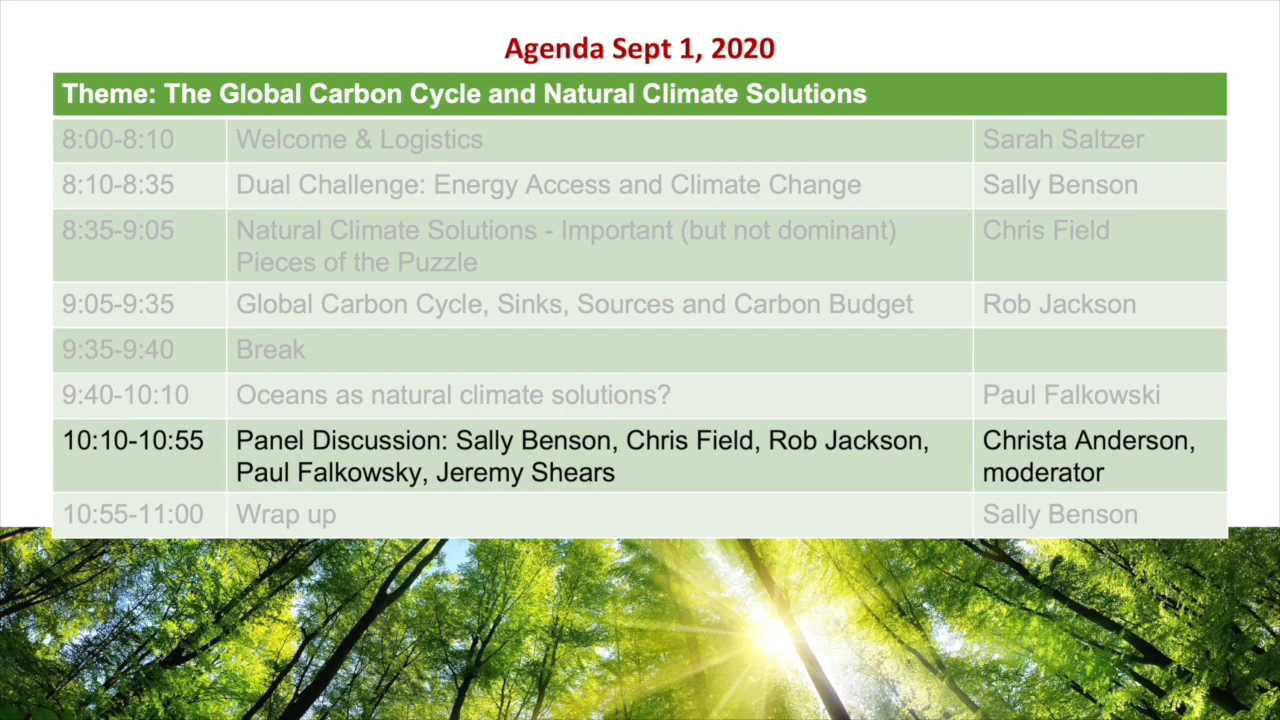 Agenda Sept 1, 2020
Theme: The Global Carbon Cycle and Natural Climate Solutions
8:00-8:10 Welcome & Logistics Sarah Saltzer
8:10-8:35 Dual Challenge: Energy Access and Climate Change Sally Benson
8:35-9:05 Natural Climate Solutions - Important (but not dominant) Chris Field
Pieces of the Puzzle
9:05-9:35 Global Carbon Cycle, Sinks, Sources and Carbon Budget Rob Jackson
9:35-9:40 Break
9:40-10:10 Oceans as natural climate solutions? Paul Falkowski
10:10-10:55 Panel Discussion: Sally Benson, Chris Field, Rob Jackson, Christa Anderson,
Paul Falkowsky, Jeremy Shears moderator
10:55-11:00 Wrap up Sally Benson